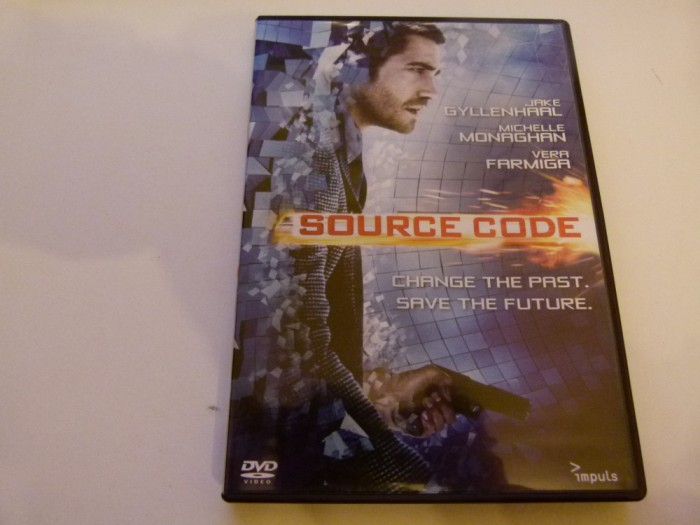 JAKE
GYLLENHAAL
MICHELLE
MONAGHAN
VERA
FARMIGA
SOURCE CODE
CHANGE THE PAST.
SAVE THE FUTURE.
DVD
VIDEO
impuls